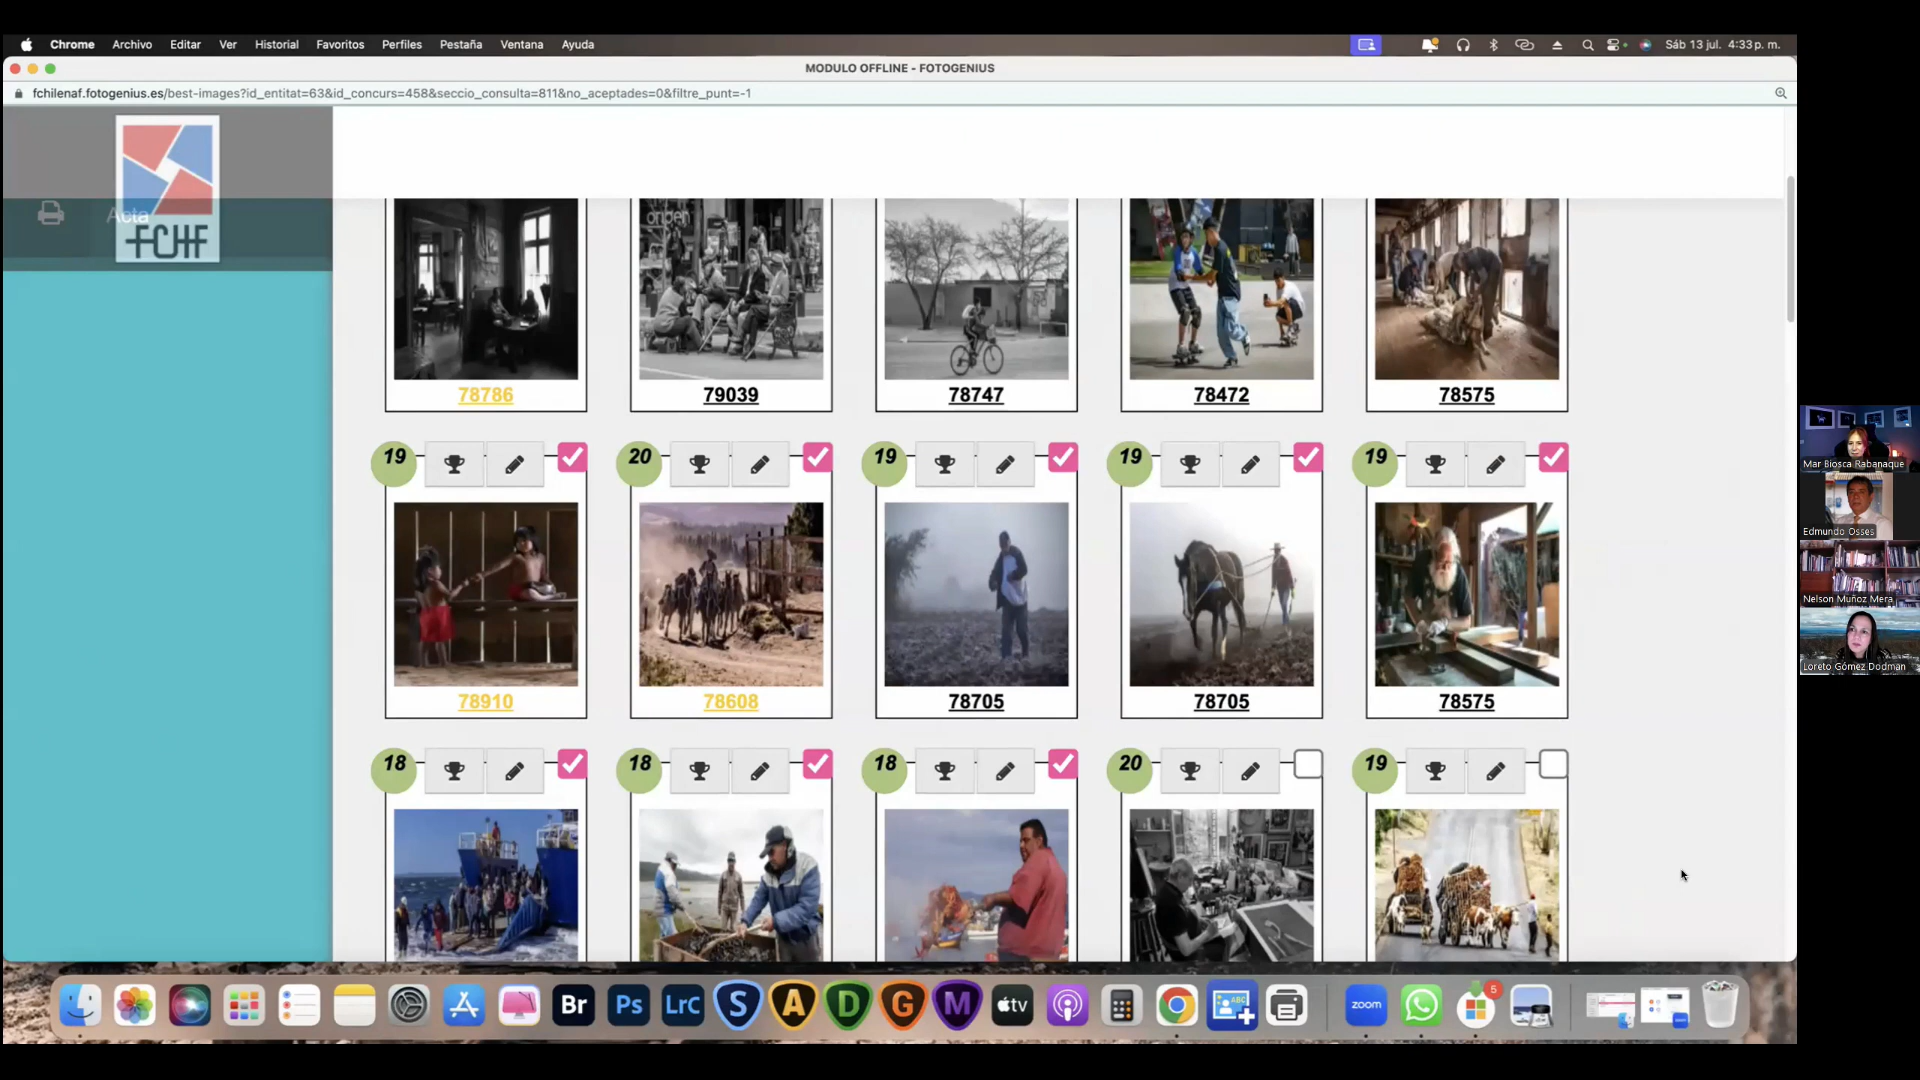 Chrome Archivo Editar Ver Historial Favoritos Perfiles Pestaña Ventana Ayuda
Sáb 13 jul. 4:33 p. m.
MODULO OFFLINE - FOTOGENIUS
fchilenaf.fotogenius.es/best-images?id_entitat=63&id_concurs=458&seccio_consulta=811&no_aceptades=0&filtre_punt=-1
Acta
FCHF
origen
78786 79039 78747 78472 78575
19 20 19 19 19
78910 78608 78705 78705 78575
18 18 18 20 19
Mar Biosca Rabanaque
Edmundo Osses
Nelson Muñoz Mera
Loreto Gómez Dodman
Br Ps LrC S A D G M tv ABC zoom 5